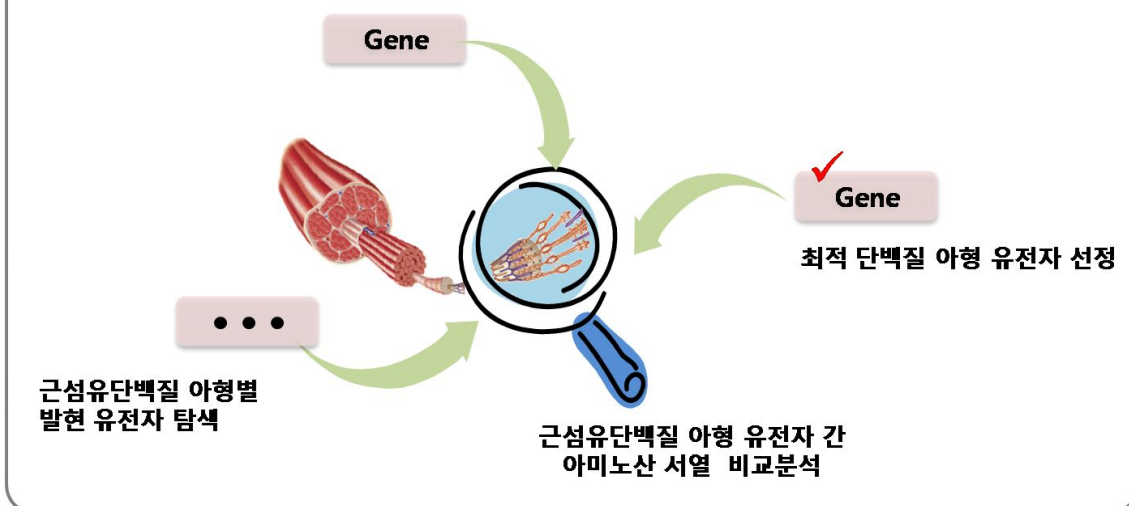 Gene
Gene
최적 단백질 아형 유전자 선정
● ● ●
근섬유단백질 아형별
발현 유전자 탐색
근섬유단백질 아형 유전자 간
아미노산 서열 비교분석